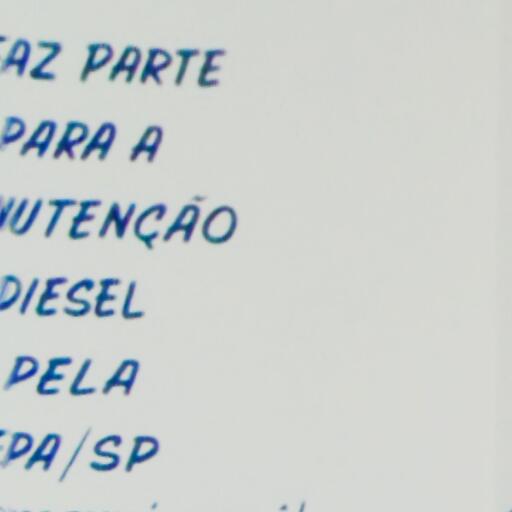 FAZ PARTE
PARA A
NUTENÇÃO
DIESEL
PELA
EPA/SP